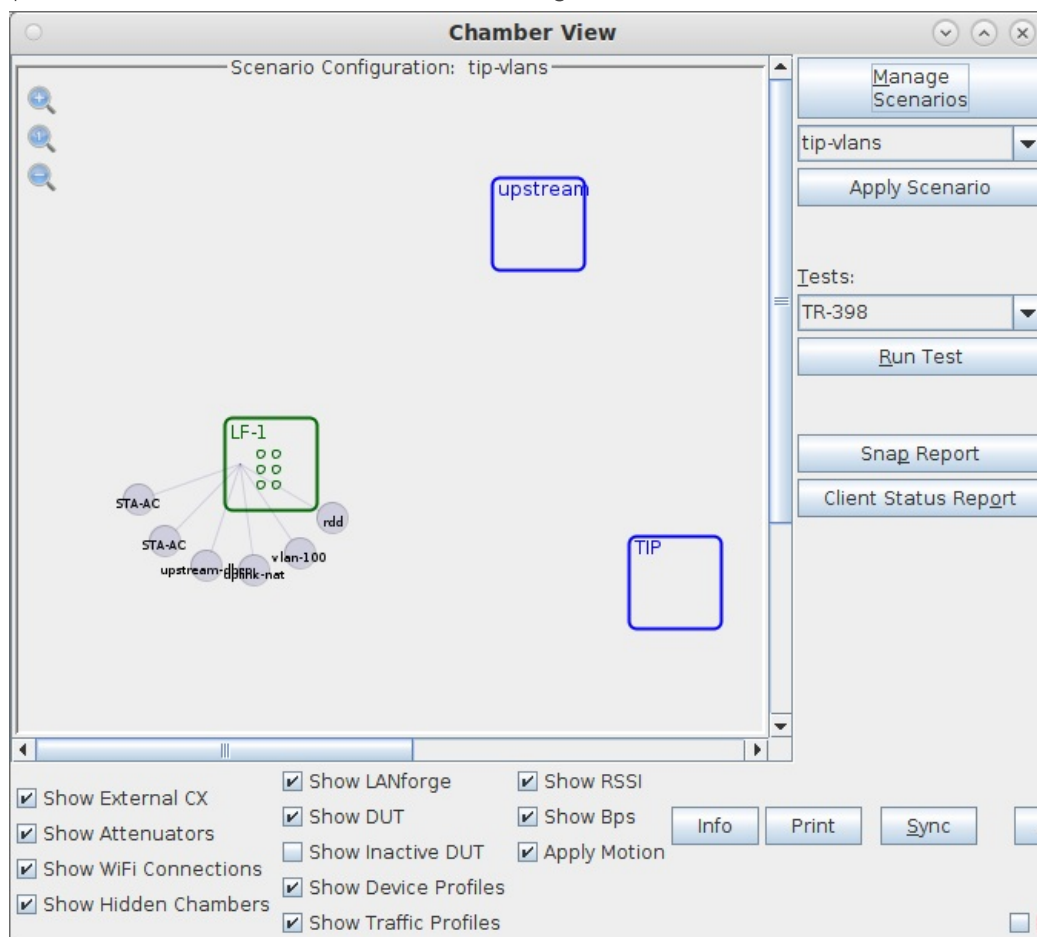 Chamber View
Scenario Configuration: tip-vlans
Manage
Scenarios
tip-vlans
Apply Scenario
Tests:
TR-398
Run Test
Snap Report
Client Status Report
upstream
LF-1
STA-AC
STA-AC
uplink-nat
vlan-100
rdd
TIP
Show External CX
Show Attenuators
Show WiFi Connections
Show Hidden Chambers
Show LANforge
Show DUT
Show Inactive DUT
Show Device Profiles
Show Traffic Profiles
Show RSSI
Show Bps
Apply Motion
Info
Print
Sync